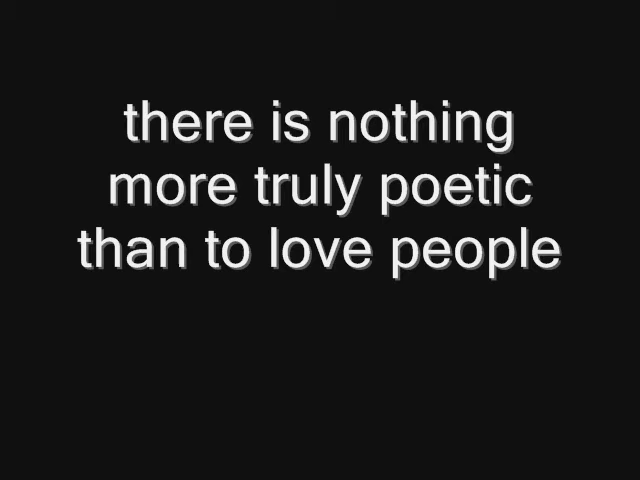 there is nothing
more truly poetic
than to love people